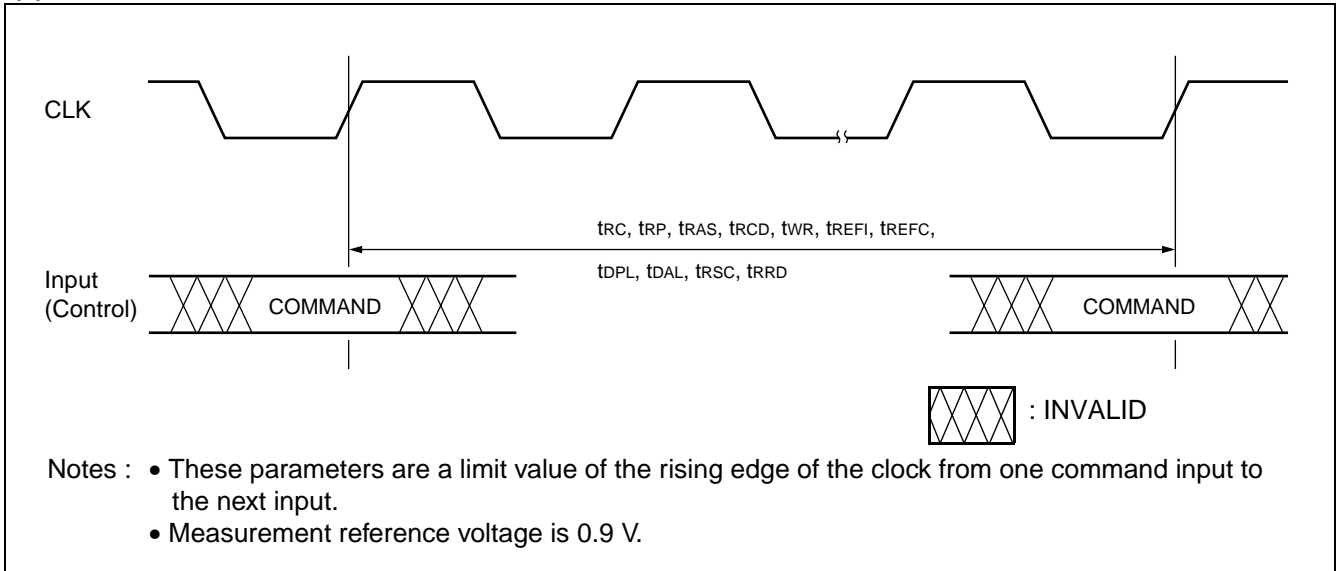 CLK
tRC, tRP, tRAS, tRCD, tWR, tREFI, tREFC,
tDPL, tDAL, tRSC, tRRD
Input
(Control)
COMMAND
COMMAND
: INVALID
Notes : • These parameters are a limit value of the rising edge of the clock from one command input to
the next input.
• Measurement reference voltage is 0.9 V.